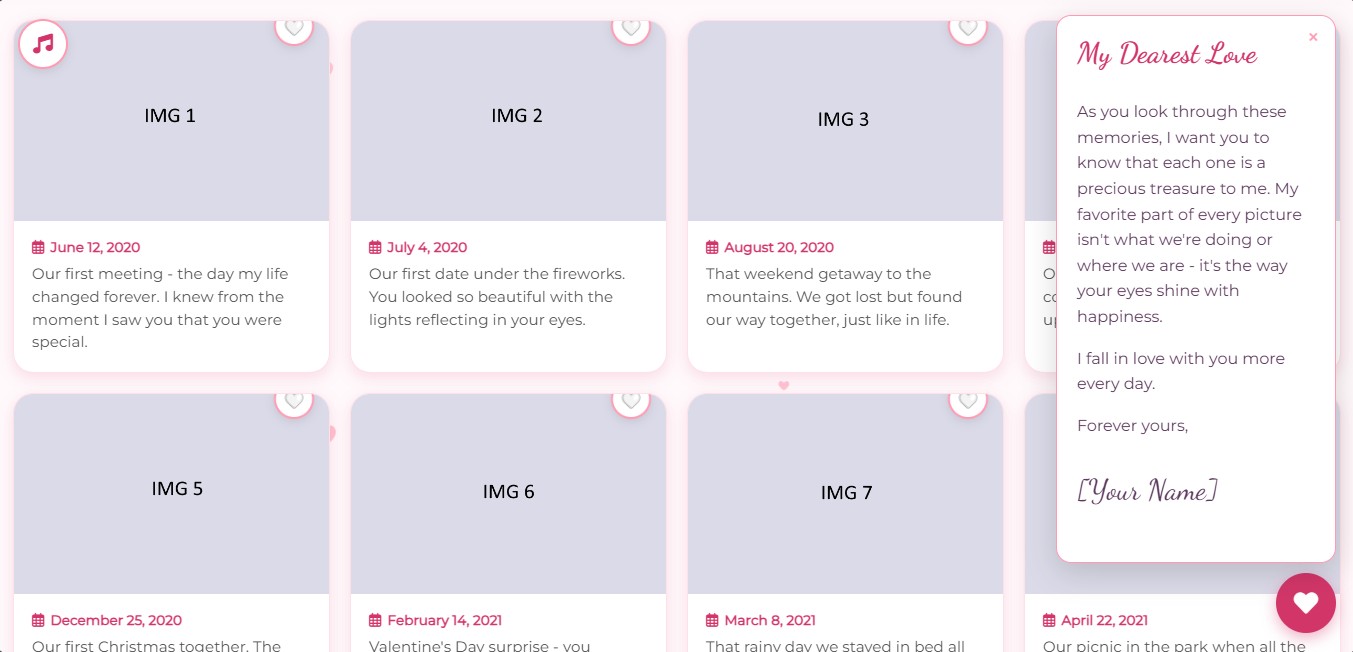 IMG 1
June 12, 2020
Our first meeting - the day my life
changed forever. I knew from the
moment I saw you that you were
special.
IMG 2
July 4, 2020
Our first date under the fireworks.
You looked so beautiful with the
lights reflecting in your eyes.
IMG 3
August 20, 2020
That weekend getaway to the
mountains. We got lost but found
our way together, just like in life.
My Dearest Love
×
As you look through these
memories, I want you to
know that each one is a
precious treasure to me. My
favorite part of every picture
isn't what we're doing or
where we are - it's the way
your eyes shine with
happiness.
I fall in love with you more
every day.
Forever yours,
[Your Name]
IMG 5
December 25, 2020
Our first Christmas together. The
IMG 6
February 14, 2021
Valentine's Day surprise - you
IMG 7
March 8, 2021
That rainy day we stayed in bed all
April 22, 2021
Our picnic in the park when all the